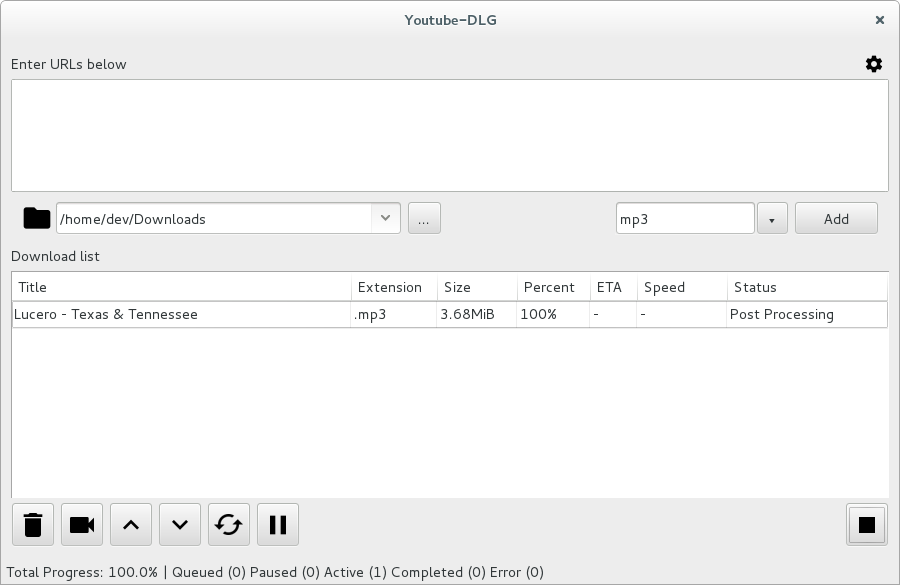 Youtube-DLG
Enter URLs below
/home/dev/Downloads ... mp3 Add
Download list
Title Extension Size Percent ETA Speed Status
Lucero - Texas & Tennessee .mp3 3.68MiB 100% - - Post Processing
Total Progress: 100.0% | Queued (0) Paused (0) Active (1) Completed (0) Error (0)